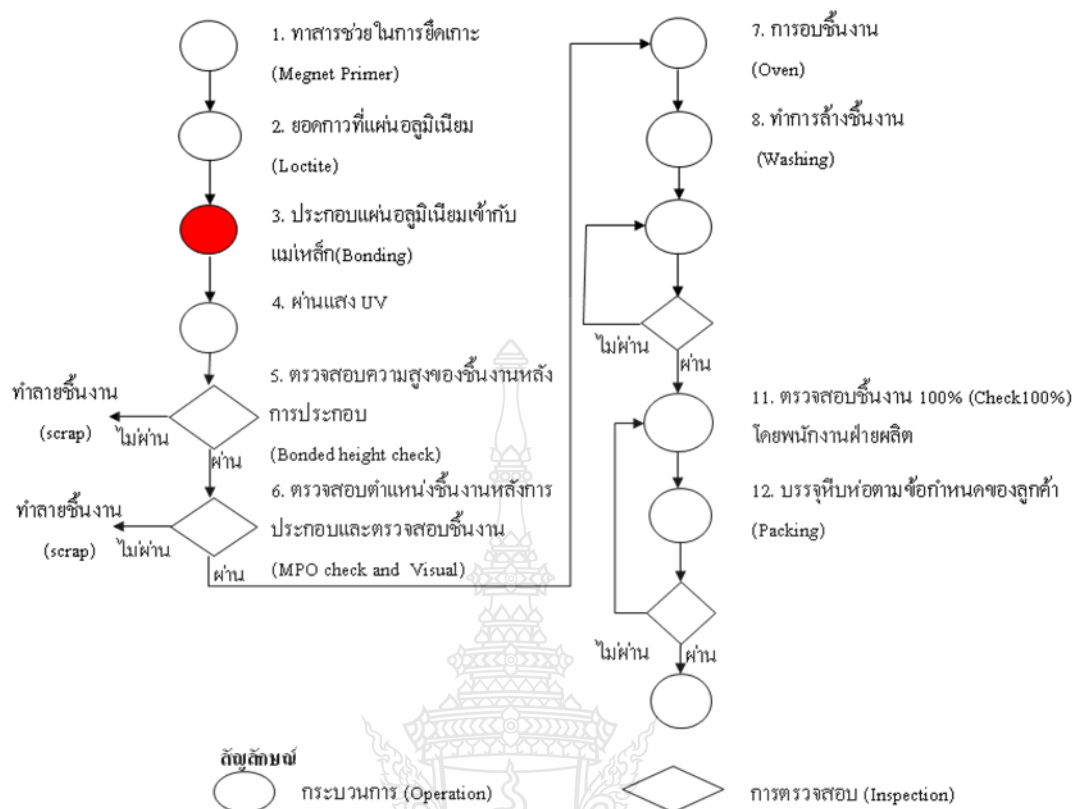 1. ทาสารช่วยในการยึดเกาะ
(Megnet Primer)
2. ยอดกาวที่แผ่นอลูมิเนียม
(Loctite)
3. ประกอบแผ่นอลูมิเนียมเข้ากับ
แม่เหล็ก(Bonding)
4. ผ่านแสง UV
5. ตรวจสอบความสูงของชิ้นงานหลัง
การประกอบ
(Bonded height check)
ทำลายชิ้นงาน
(scrap)
ไม่ผ่าน
ผ่าน
6. ตรวจสอบตำแหน่งชิ้นงานหลังการ
ประกอบและตรวจสอบชิ้นงาน
(MPO check and Visual)
ทำลายชิ้นงาน
(scrap)
ไม่ผ่าน
ผ่าน
7. การอบชิ้นงาน
(Oven)
8. ทำการล้างชิ้นงาน
(Washing)
ไม่ผ่าน
ผ่าน
11. ตรวจสอบชิ้นงาน 100% (Check100%)
โดยพนักงานฝ่ายผลิต
12. บรรจุหีบห่อตามข้อกำหนดของลูกค้า
(Packing)
ไม่ผ่าน
ผ่าน
สัญลักษณ์
กระบวนการ (Operation)
การตรวจสอบ (Inspection)